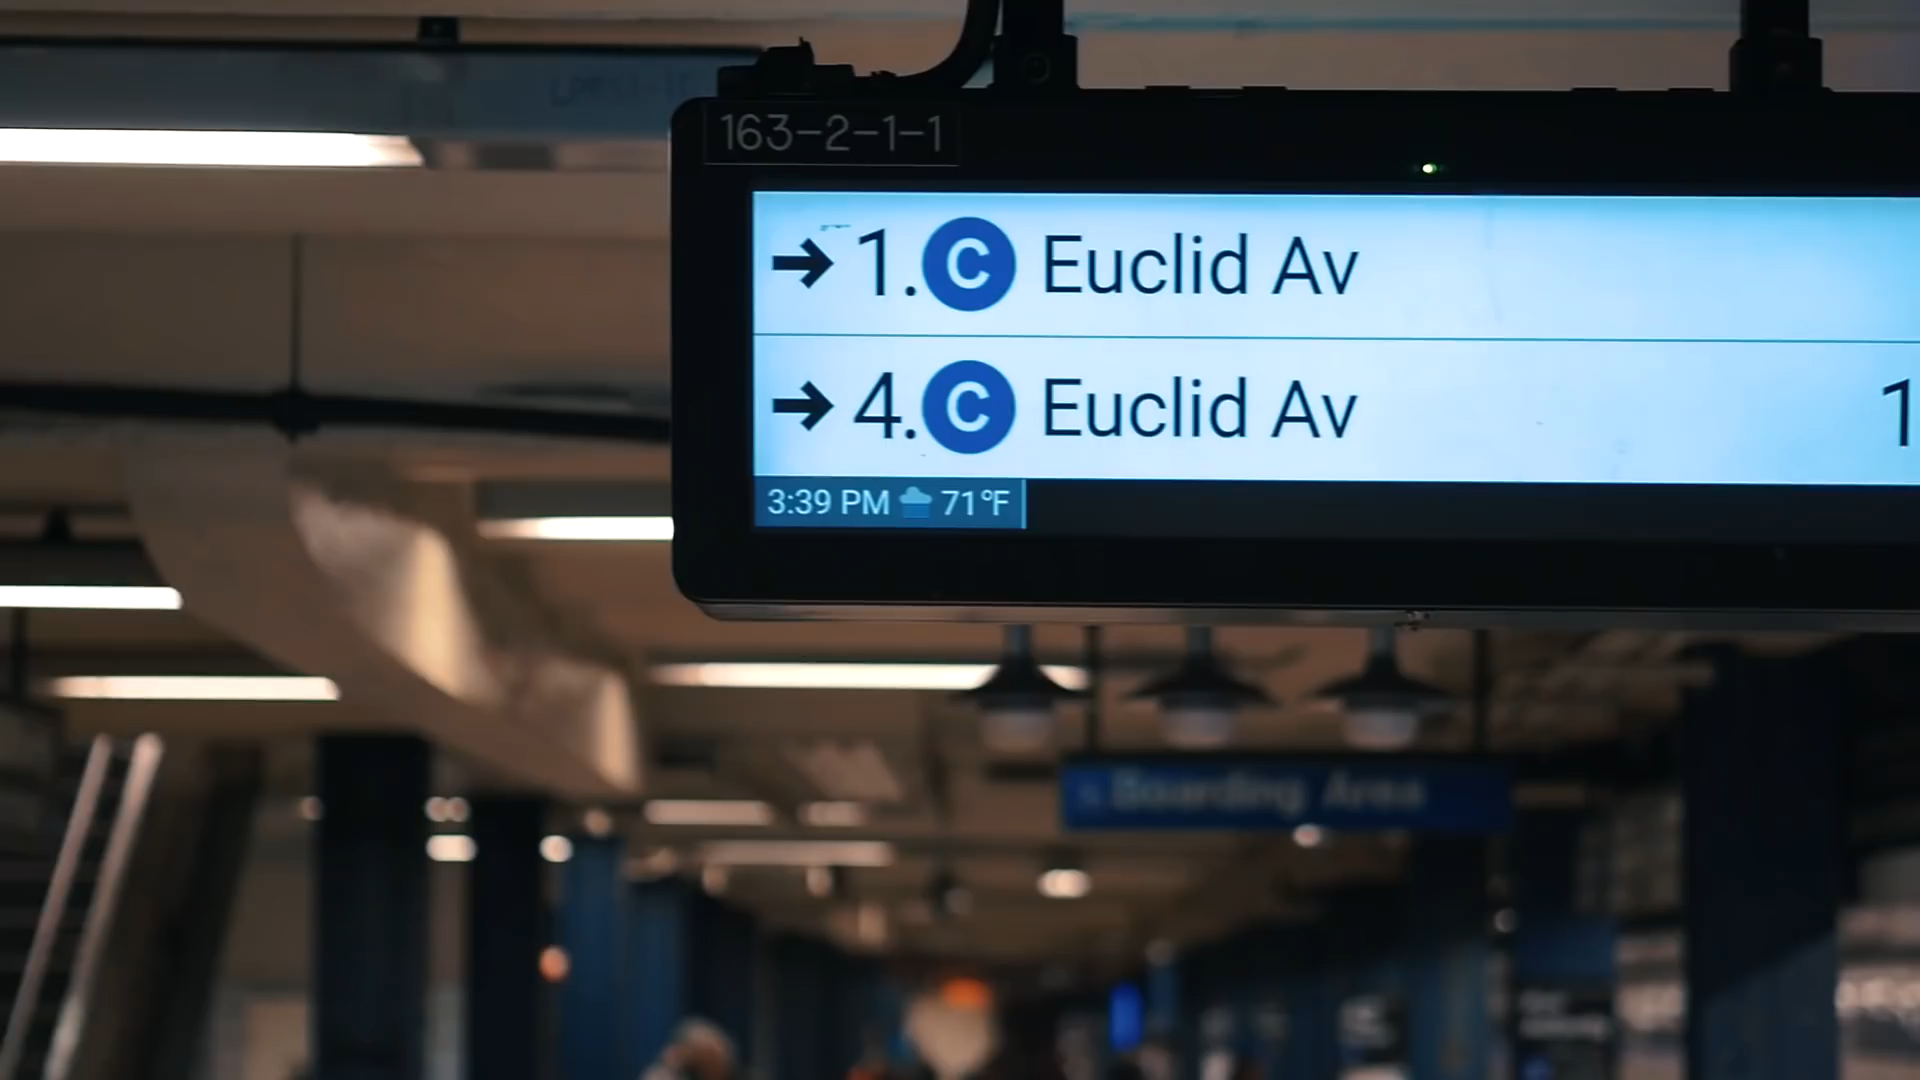 163-2-1-1
→ 1. C Euclid Av
→ 4. C Euclid Av 1
3:39 PM 71°F
Boarding Area